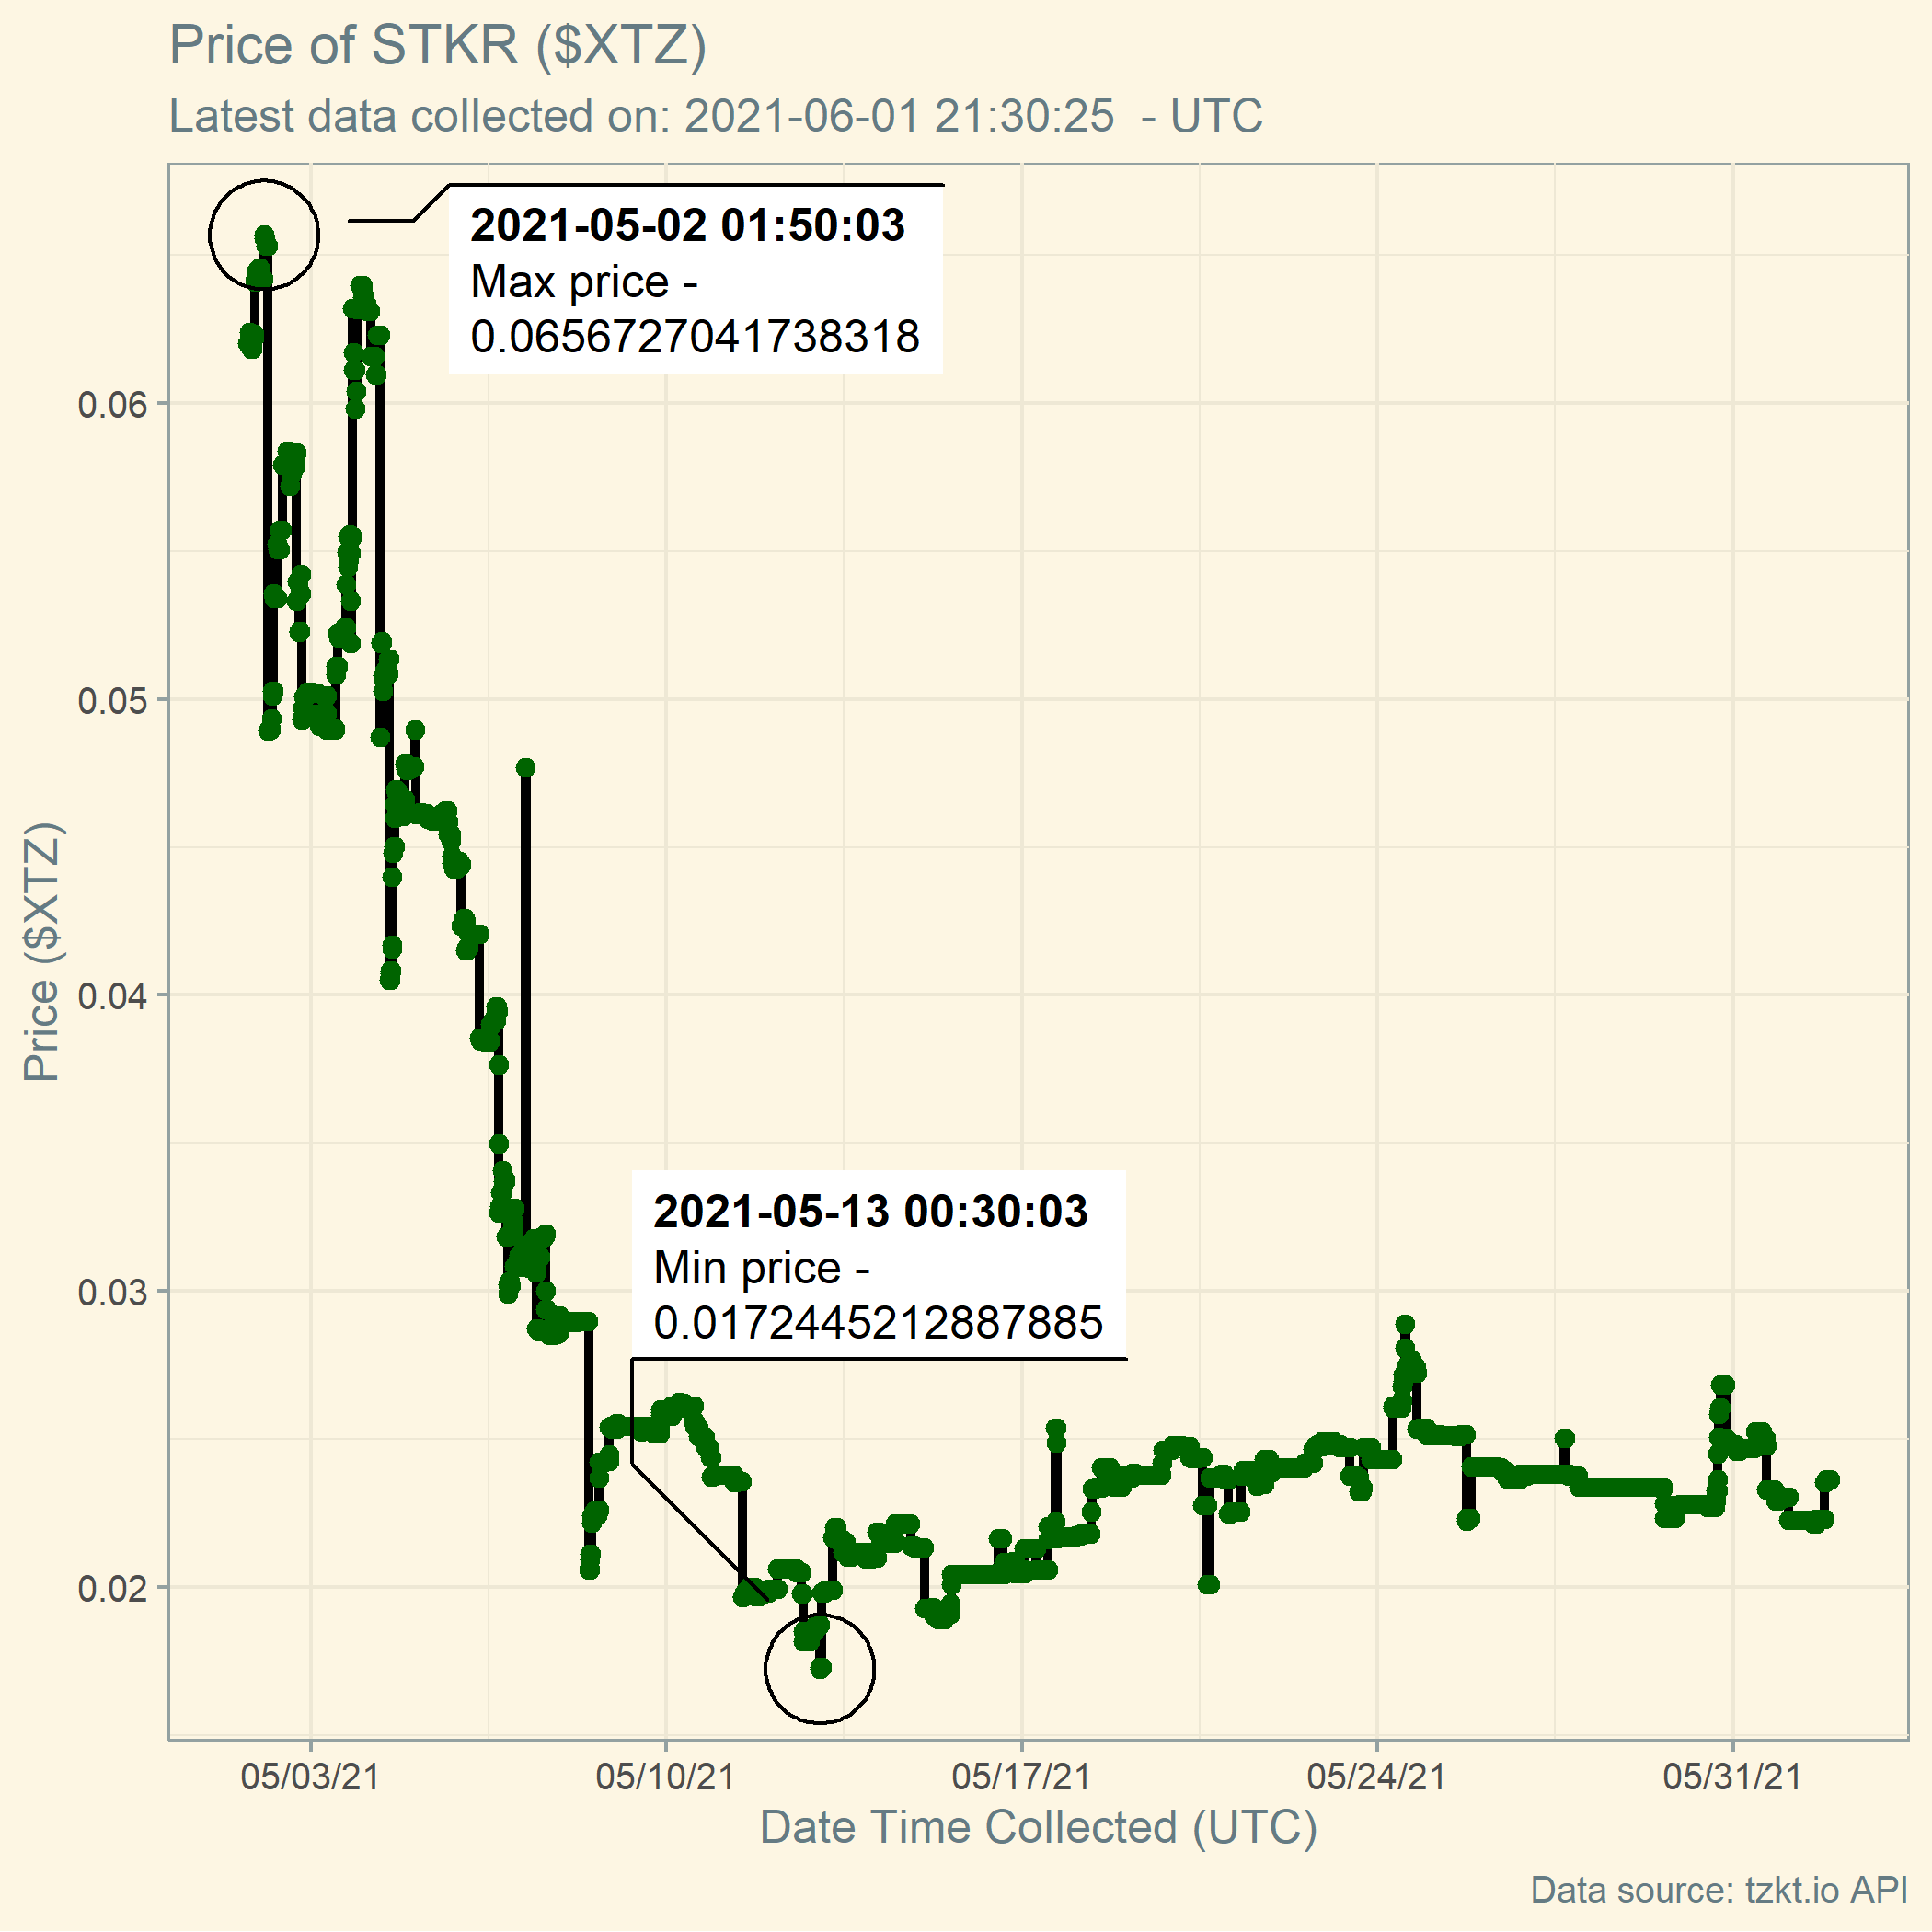 Price of STKR ($XTZ)
Latest data collected on: 2021-06-01 21:30:25  - UTC
2021-05-02 01:50:03
Max price -
0.0656727041738318
0.06
0.05
Price ($XTZ)
0.04
2021-05-13 00:30:03
Min price -
0.0172445212887885
0.03
0.02
05/03/21
05/10/21
05/17/21
05/24/21
05/31/21
Date Time Collected (UTC)
Data source: tzkt.io API